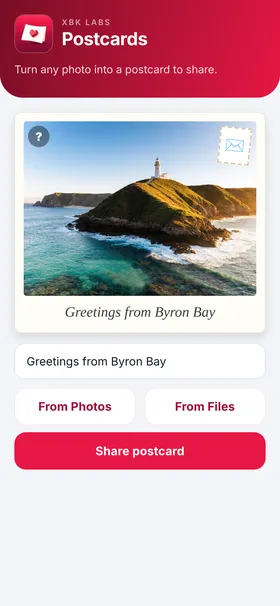 XBK LABS
Postcards
Turn any photo into a postcard to share.
?
Greetings from Byron Bay
Greetings from Byron Bay
From Photos
From Files
Share postcard